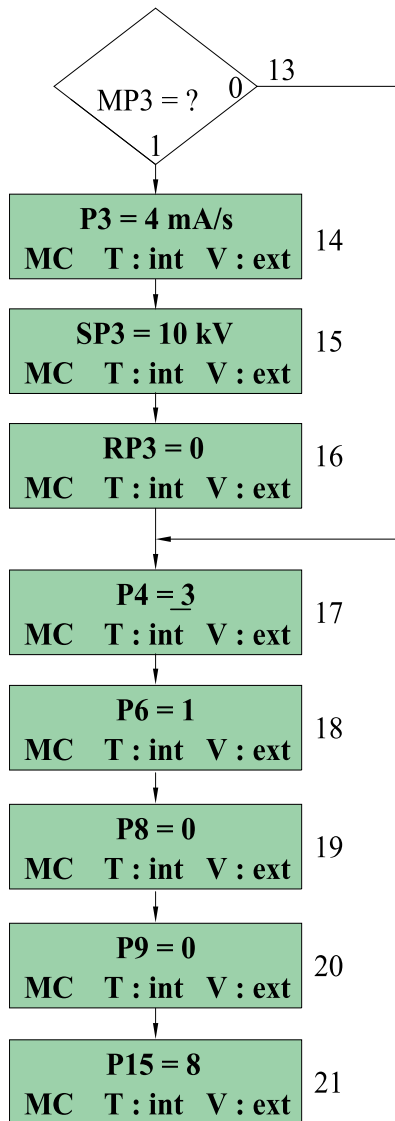 13
MP3 = ?
0
1
P3 = 4 mA/s
MC T : int V : ext
14
SP3 = 10 kV
MC T : int V : ext
15
RP3 = 0
MC T : int V : ext
16
P4 = 3
MC T : int V : ext
17
P6 = 1
MC T : int V : ext
18
P8 = 0
MC T : int V : ext
19
P9 = 0
MC T : int V : ext
20
P15 = 8
MC T : int V : ext
21